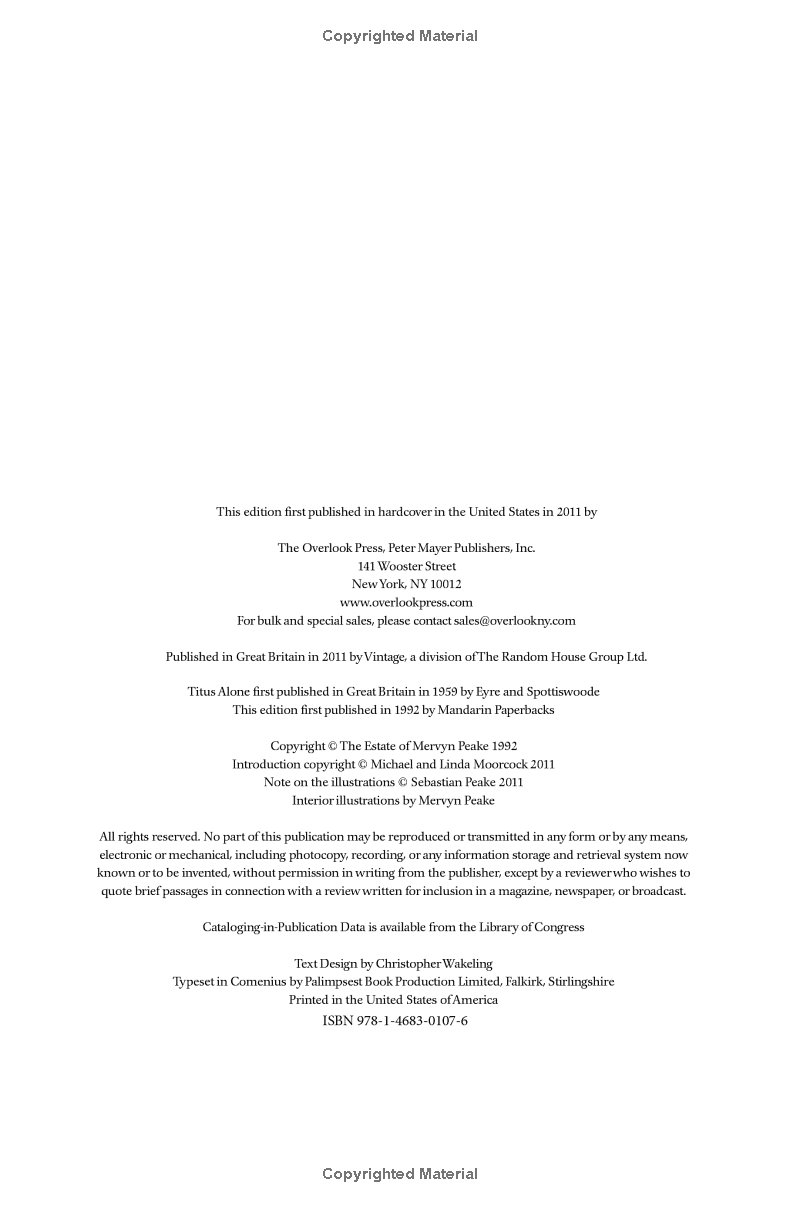 Copyrighted Material
This edition first published in hardcover in the United States in 2011 by
The Overlook Press, Peter Mayer Publishers, Inc.
141 Wooster Street
New York, NY 10012
www.overlookpress.com
For bulk and special sales, please contact sales@overlookny.com
Published in Great Britain in 2011 by Vintage, a division of The Random House Group Ltd.
Titus Alone first published in Great Britain in 1959 by Eyre and Spottiswoode
This edition first published in 1992 by Mandarin Paperbacks
Copyright © The Estate of Mervyn Peake 1992
Introduction copyright © Michael and Linda Moorcock 2011
Note on the illustrations © Sebastian Peake 2011
Interior illustrations by Mervyn Peake
All rights reserved. No part of this publication may be reproduced or transmitted in any form or by any means,
electronic or mechanical, including photocopy, recording, or any information storage and retrieval system now
known or to be invented, without permission in writing from the publisher, except by a reviewer who wishes to
quote brief passages in connection with a review written for inclusion in a magazine, newspaper, or broadcast.
Cataloging-in-Publication Data is available from the Library of Congress
Text Design by Christopher Wakeling
Typeset in Comenius by Palimpsest Book Production Limited, Falkirk, Stirlingshire
Printed in the United States of America
ISBN 978-1-4683-0107-6
Copyrighted Material